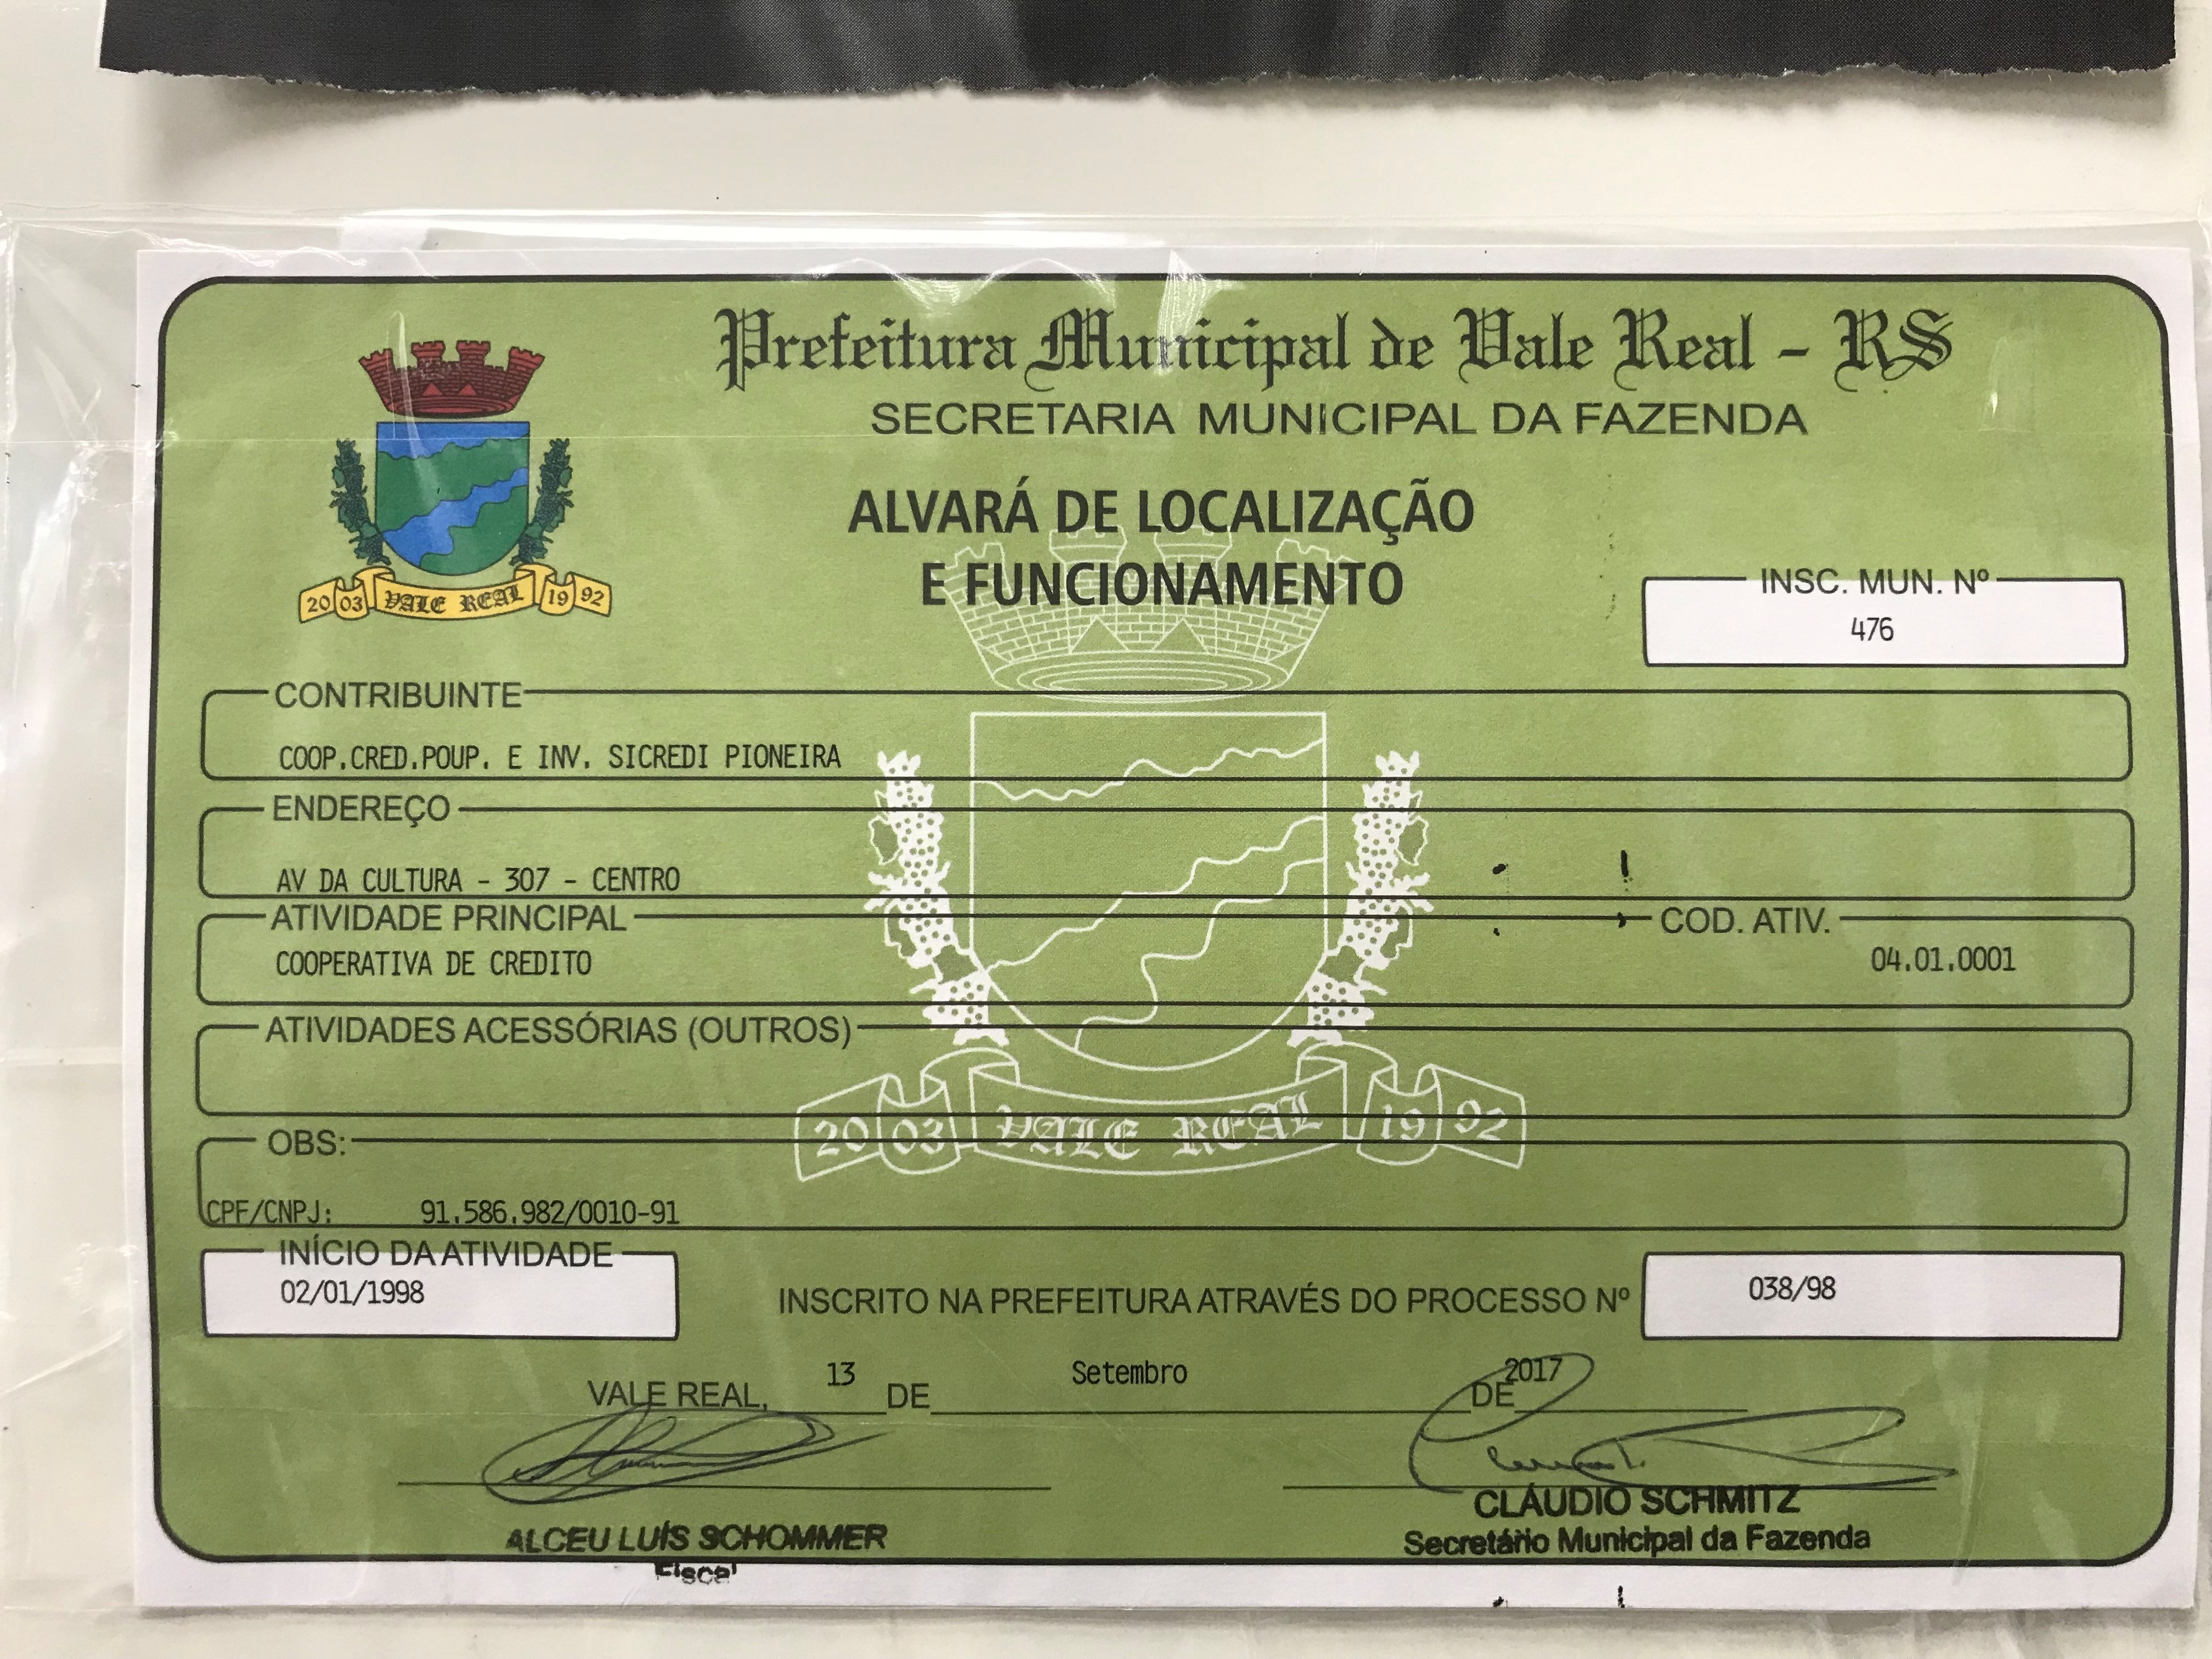 Prefeitura Municipal de Vale Real - RS
SECRETARIA MUNICIPAL DA FAZENDA
ALVARÁ DE LOCALIZAÇÃO
E FUNCIONAMENTO
20 03 VALE REAL 19 92
INSC. MUN. Nº
476
CONTRIBUINTE
COOP.CRED.POUP. E INV. SICREDI PIONEIRA
ENDEREÇO
AV DA CULTURA - 307 - CENTRO
ATIVIDADE PRINCIPAL COD. ATIV.
COOPERATIVA DE CREDITO 04.01.0001
ATIVIDADES ACESSÓRIAS (OUTROS)
20 03 VALE REAL 19 92
OBS:
CPF/CNPJ: 91.586.982/0010-91
INÍCIO DA ATIVIDADE
02/01/1998
INSCRITO NA PREFEITURA ATRAVÉS DO PROCESSO Nº 038/98
VALE REAL, 13 DE Setembro DE 2017
ALCEU LUÍS SCHOMMER
Fiscal
CLÁUDIO SCHMITZ
Secretário Municipal da Fazenda